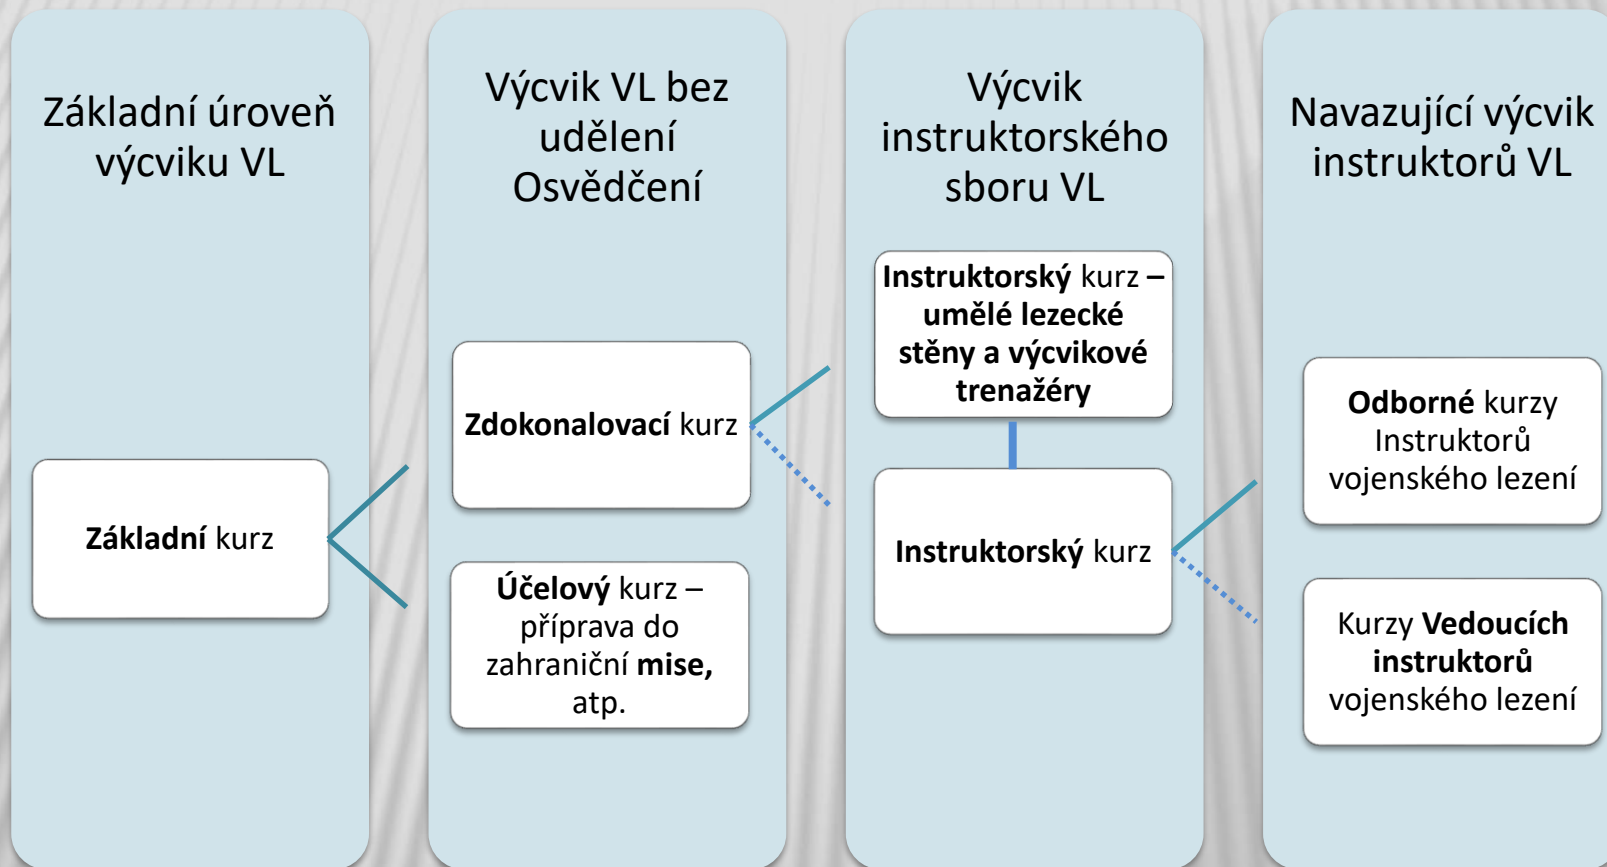 Základní úroveň
výcviku VL
Základní kurz
Výcvik VL bez
udělení
Osvědčení
Zdokonalovací kurz
Účelový kurz –
příprava do
zahraniční mise,
atp.
Výcvik
instruktorského
sboru VL
Instruktorský kurz –
umělé lezecké
stěny a výcvikové
trenažéry
Instruktorský kurz
Navazující výcvik
instruktorů VL
Odborné kurzy
Instruktorů
vojenského lezení
Kurzy Vedoucích
instruktorů
vojenského lezení